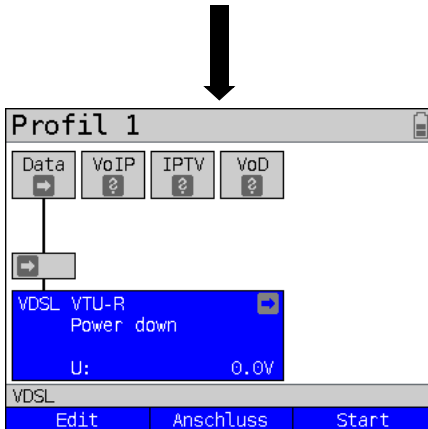 Profil 1
Data VoIP IPTV VoD
VDSL VTU-R
Power down
U: 0.0V
VDSL
Edit Anschluss Start